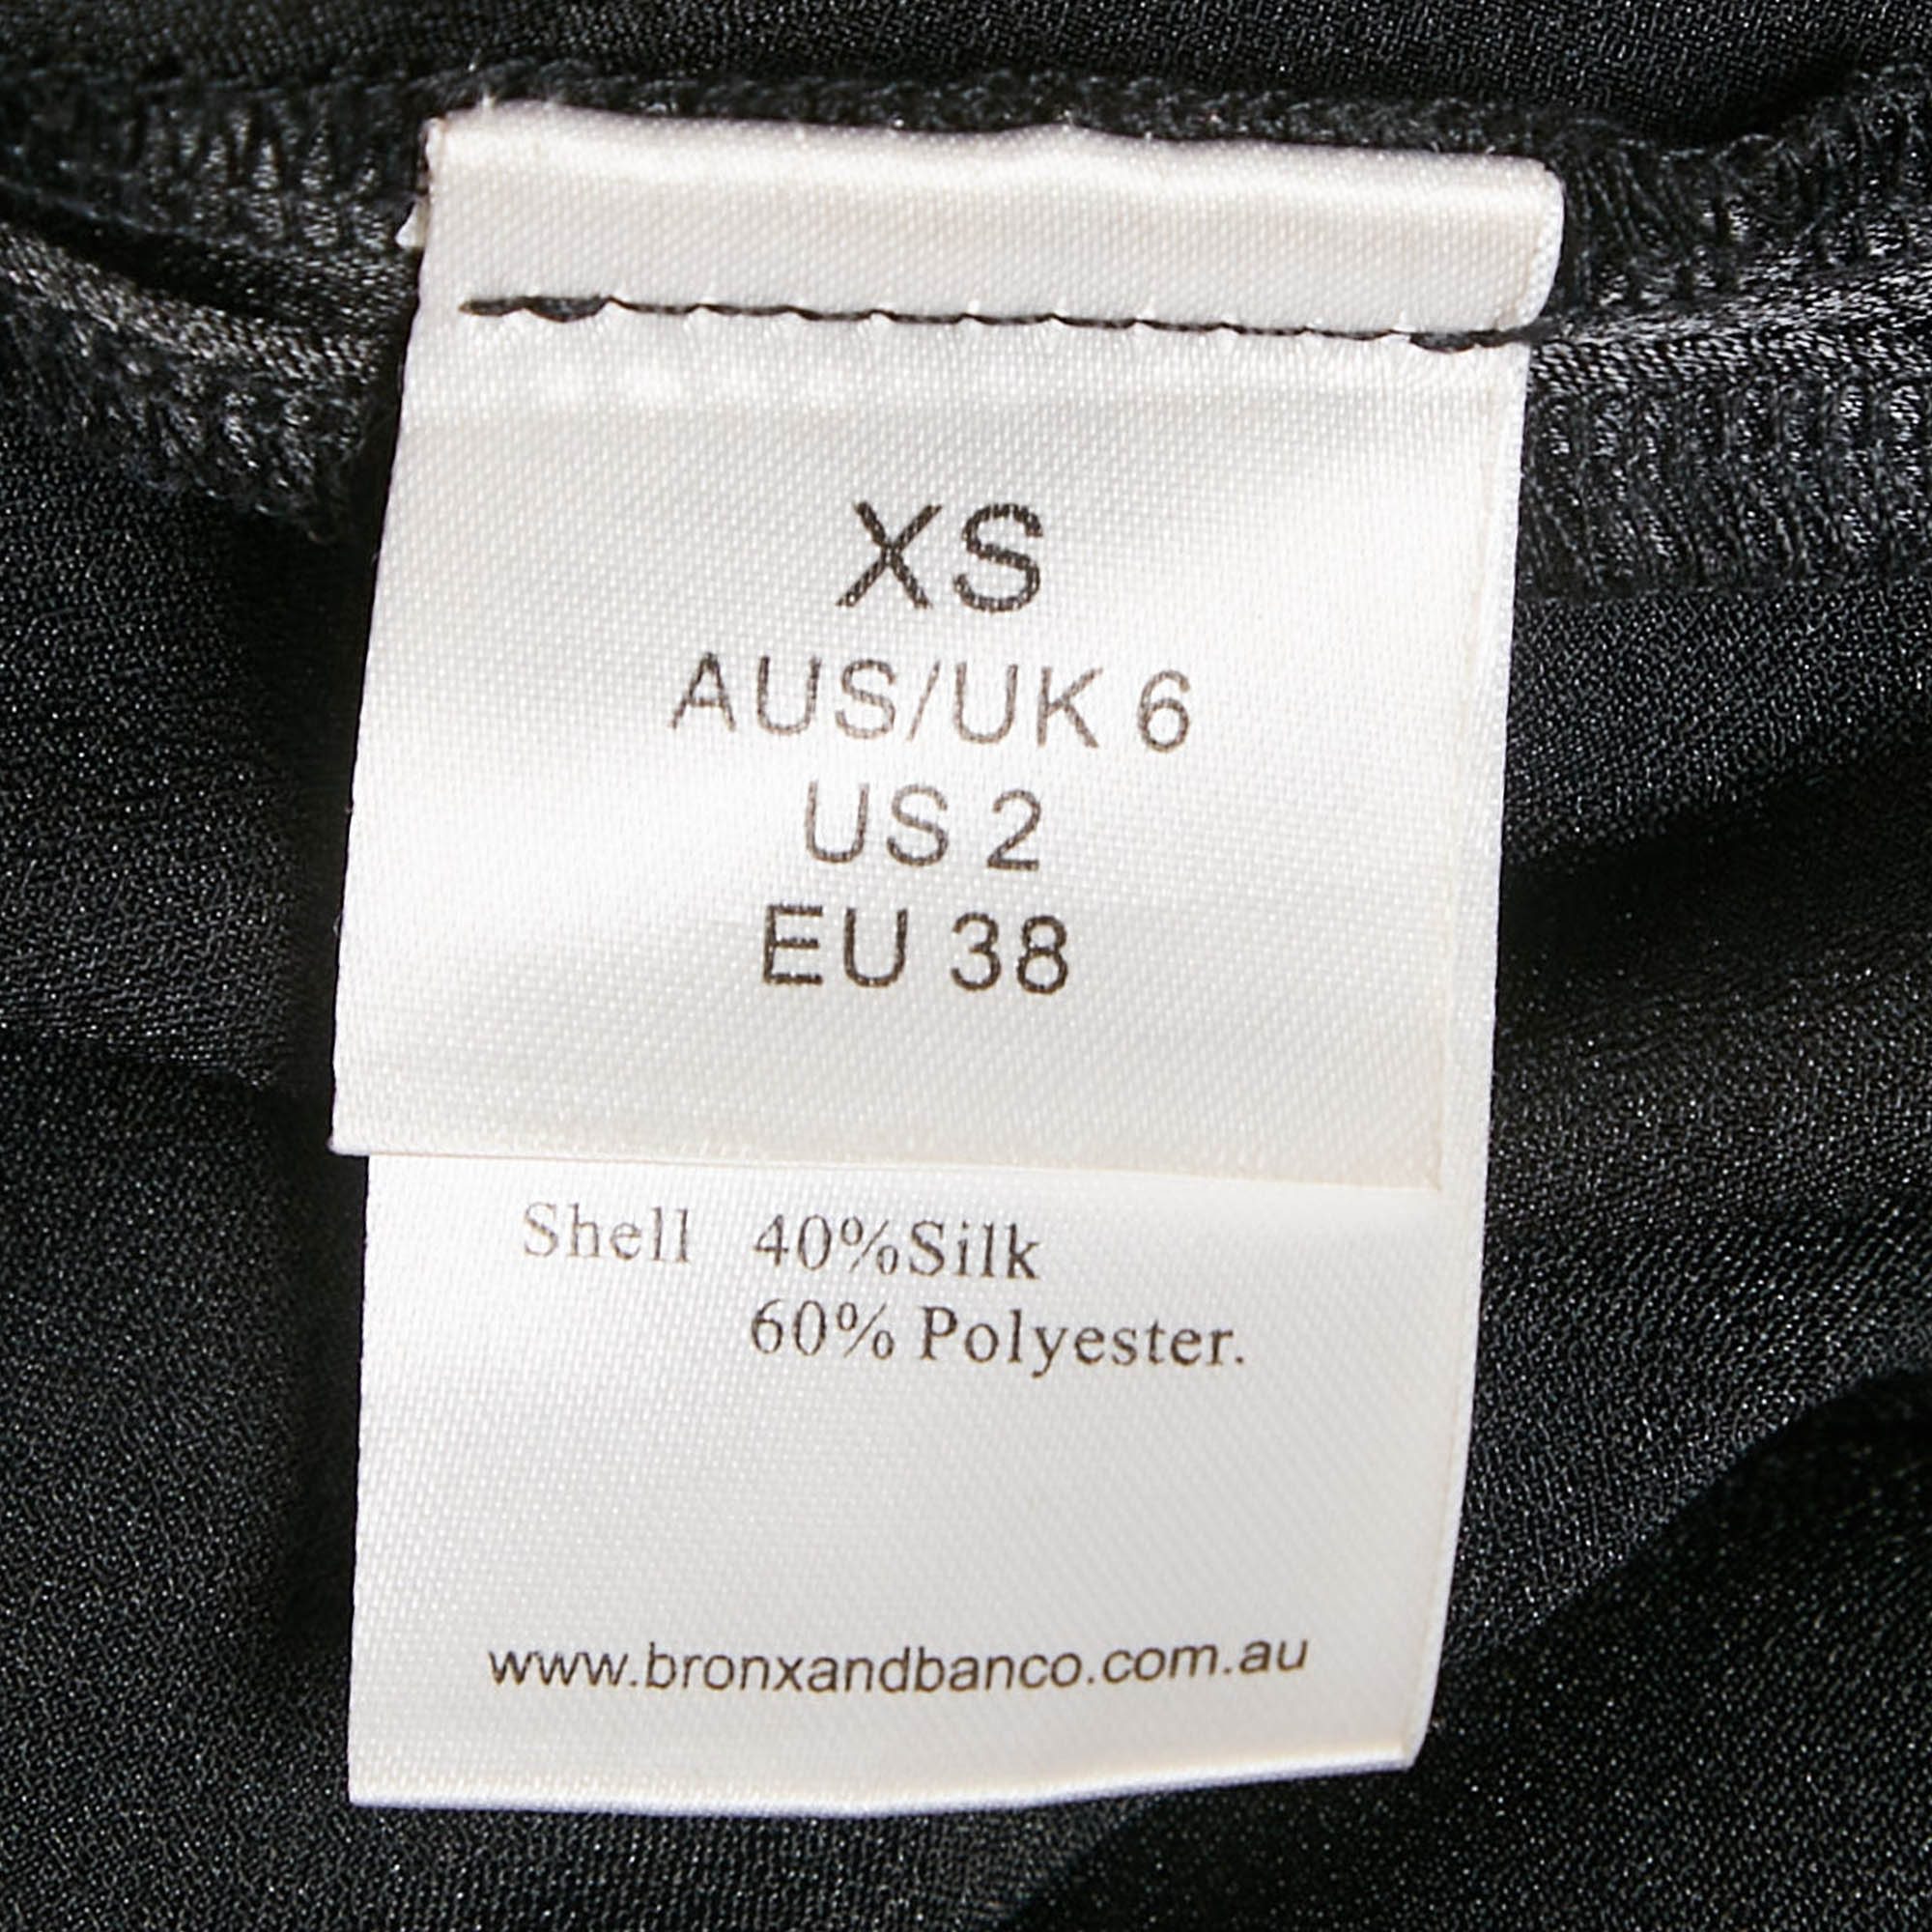 XS
AUS/UK 6
US 2
EU 38
Shell 40%Silk
60% Polyester.
www.bronxandbanco.com.au